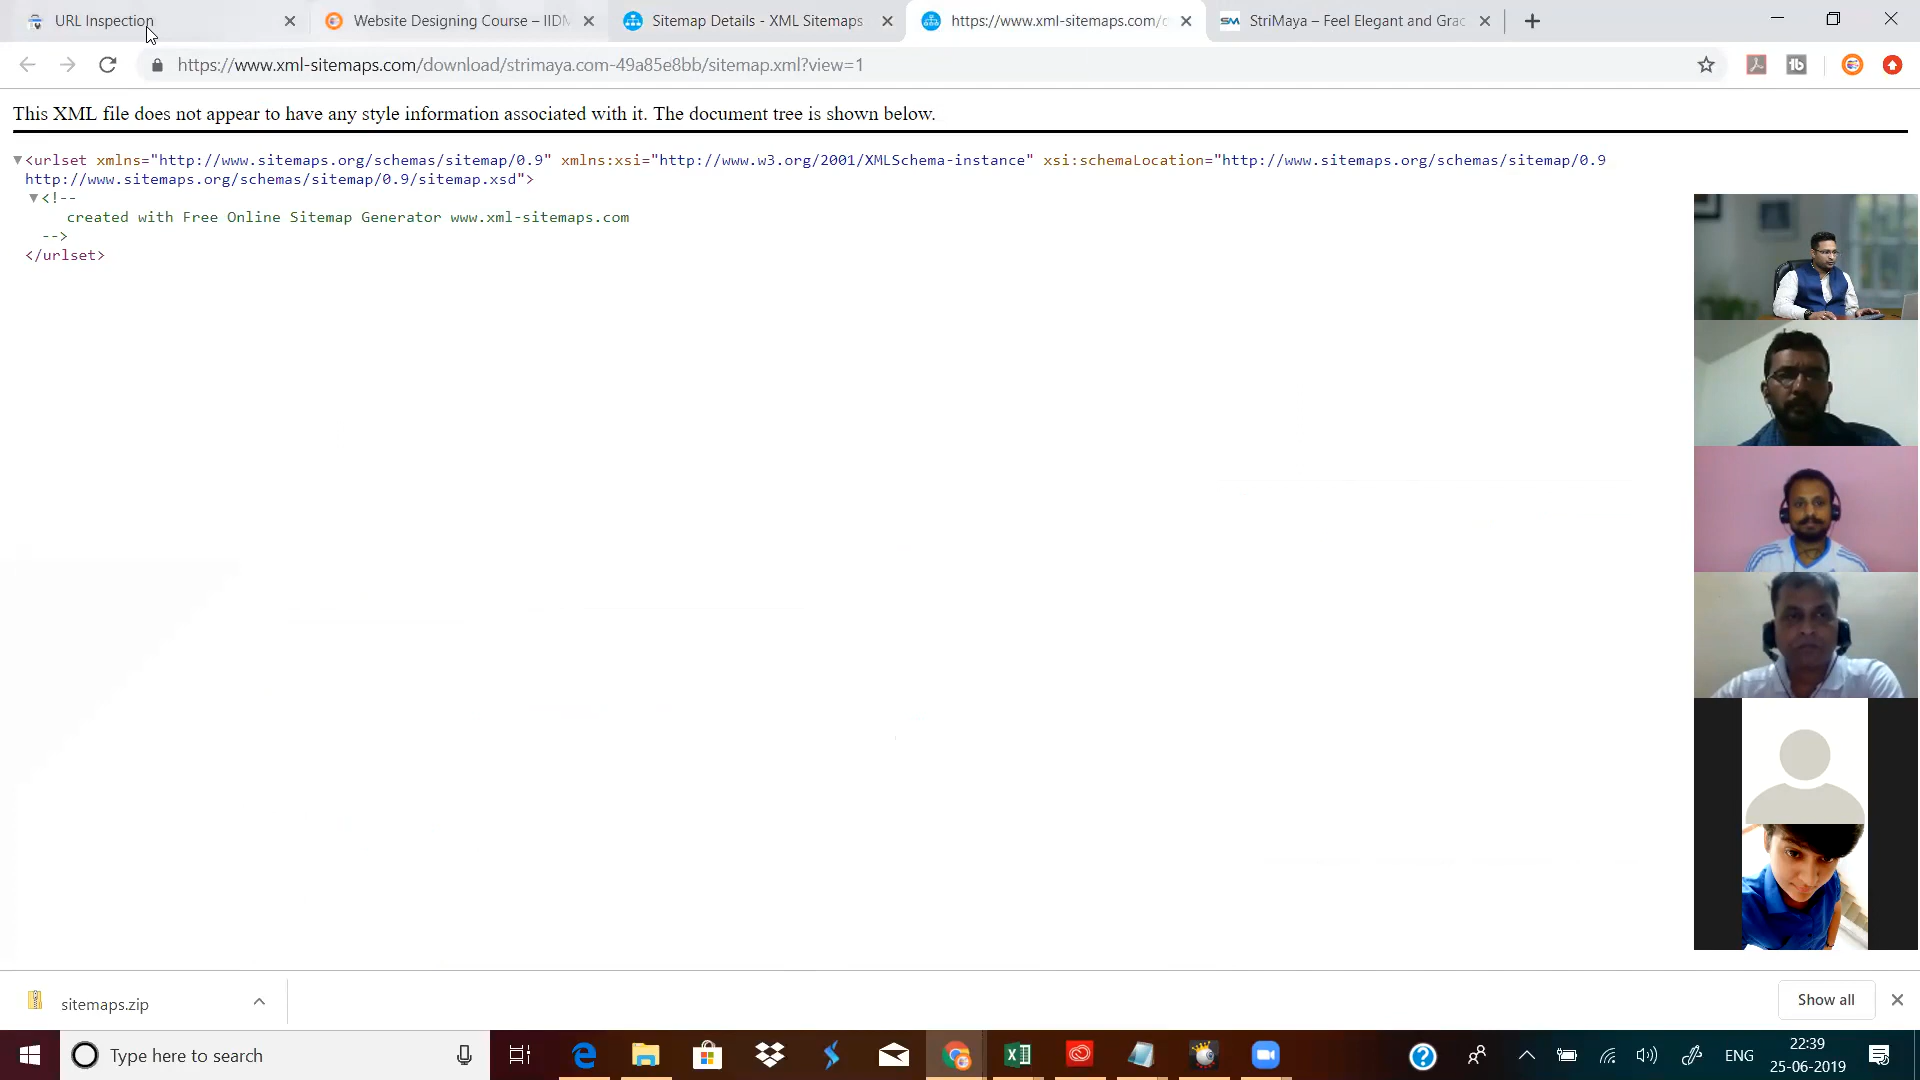 URL Inspection
Website Designing Course – IIDM
Sitemap Details - XML Sitemaps
https://www.xml-sitemaps.com/d
StriMaya – Feel Elegant and Grac
https://www.xml-sitemaps.com/download/strimaya.com-49a85e8bb/sitemap.xml?view=1
This XML file does not appear to have any style information associated with it. The document tree is shown below.
<urlset xmlns="http://www.sitemaps.org/schemas/sitemap/0.9" xmlns:xsi="http://www.w3.org/2001/XMLSchema-instance" xsi:schemaLocation="http://www.sitemaps.org/schemas/sitemap/0.9
http://www.sitemaps.org/schemas/sitemap/0.9/sitemap.xsd">
<!--
created with Free Online Sitemap Generator www.xml-sitemaps.com
-->
</urlset>
sitemaps.zip
Show all
Type here to search
ENG
22:39
25-06-2019